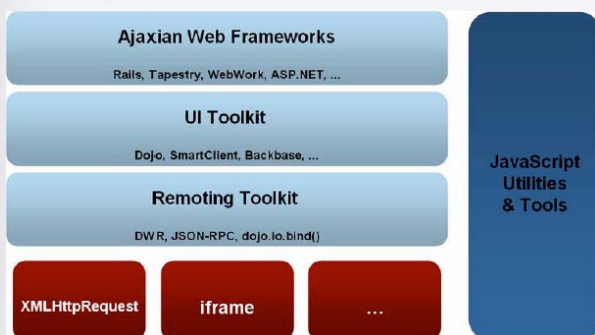 Ajaxian Web Frameworks
Rails, Tapestry, WebWork, ASP.NET, ...
UI Toolkit
Dojo, SmartClient, Backbase, ...
Remoting Toolkit
DWR, JSON-RPC, dojo.io.bind()
XMLHttpRequest
iframe
...
JavaScript
Utilities
& Tools